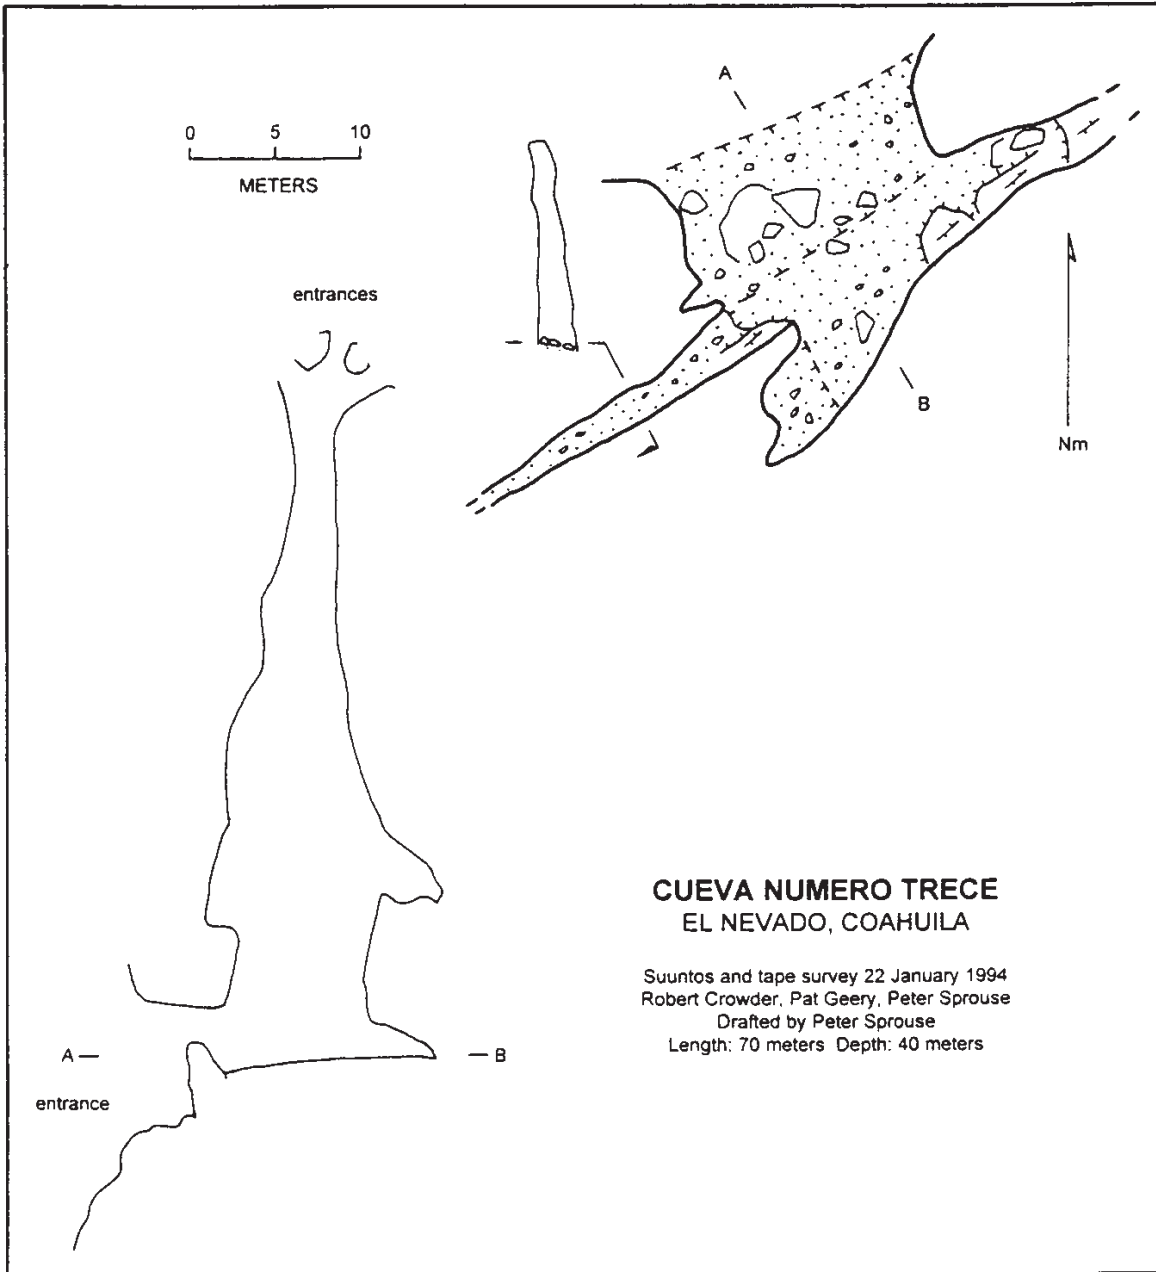 A
0 5 10
METERS
entrances
B
Nm
CUEVA NUMERO TRECE
EL NEVADO, COAHUILA
Suuntos and tape survey 22 January 1994
Robert Crowder, Pat Geery, Peter Sprouse
Drafted by Peter Sprouse
Length: 70 meters Depth: 40 meters
A
B
entrance